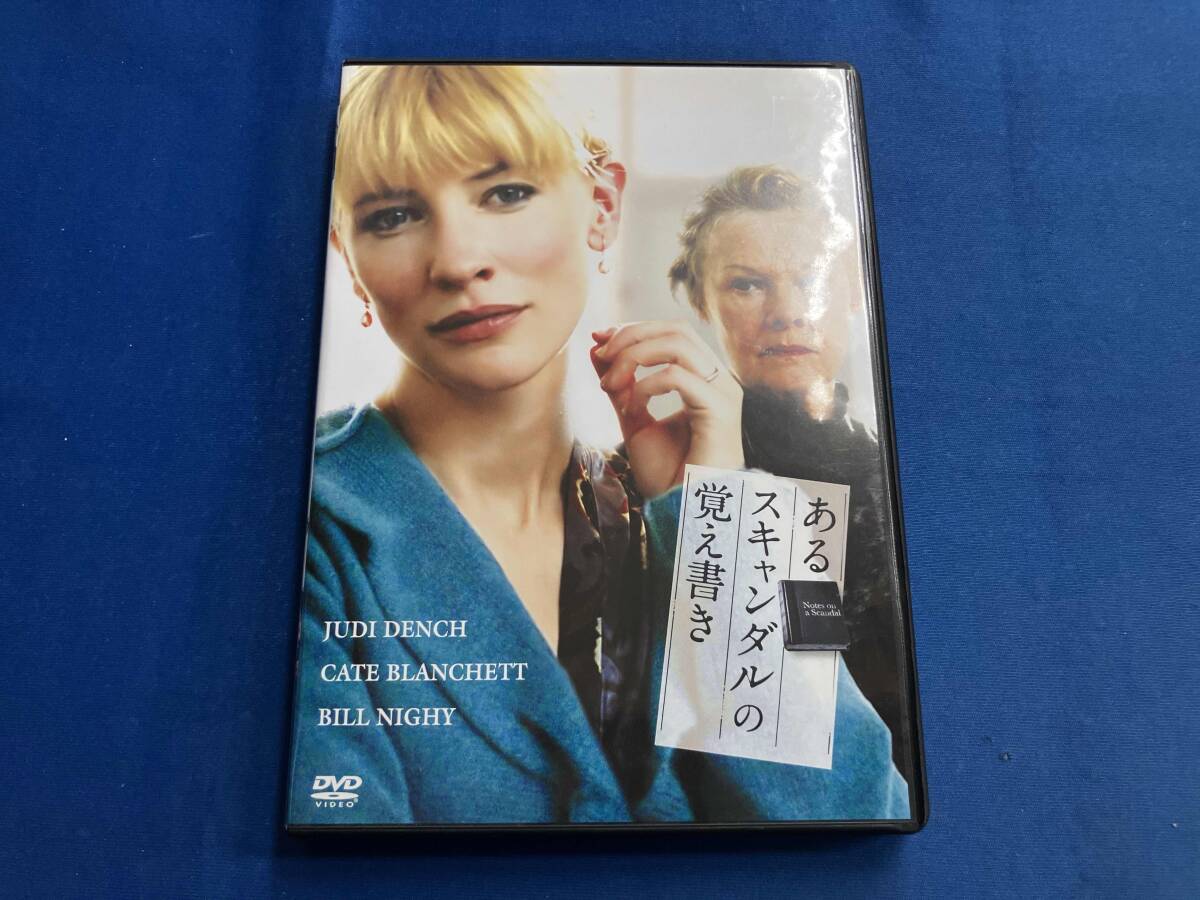 ある
スキャンダルの
覚え書き
Notes on
a Scandal
JUDI DENCH
CATE BLANCHETT
BILL NIGHY
DVD
VIDEO